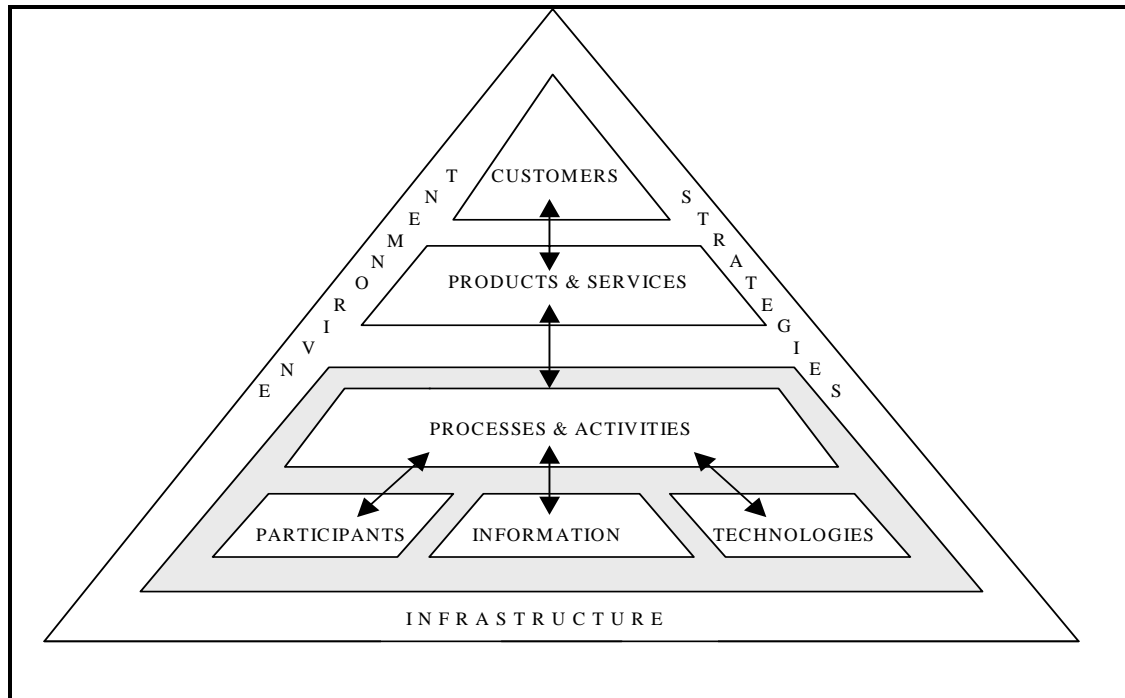 CUSTOMERS
ENVIRONMENT
STRATEGIES
PRODUCTS & SERVICES
PROCESSES & ACTIVITIES
PARTICIPANTS
INFORMATION
TECHNOLOGIES
INFRASTRUCTURE